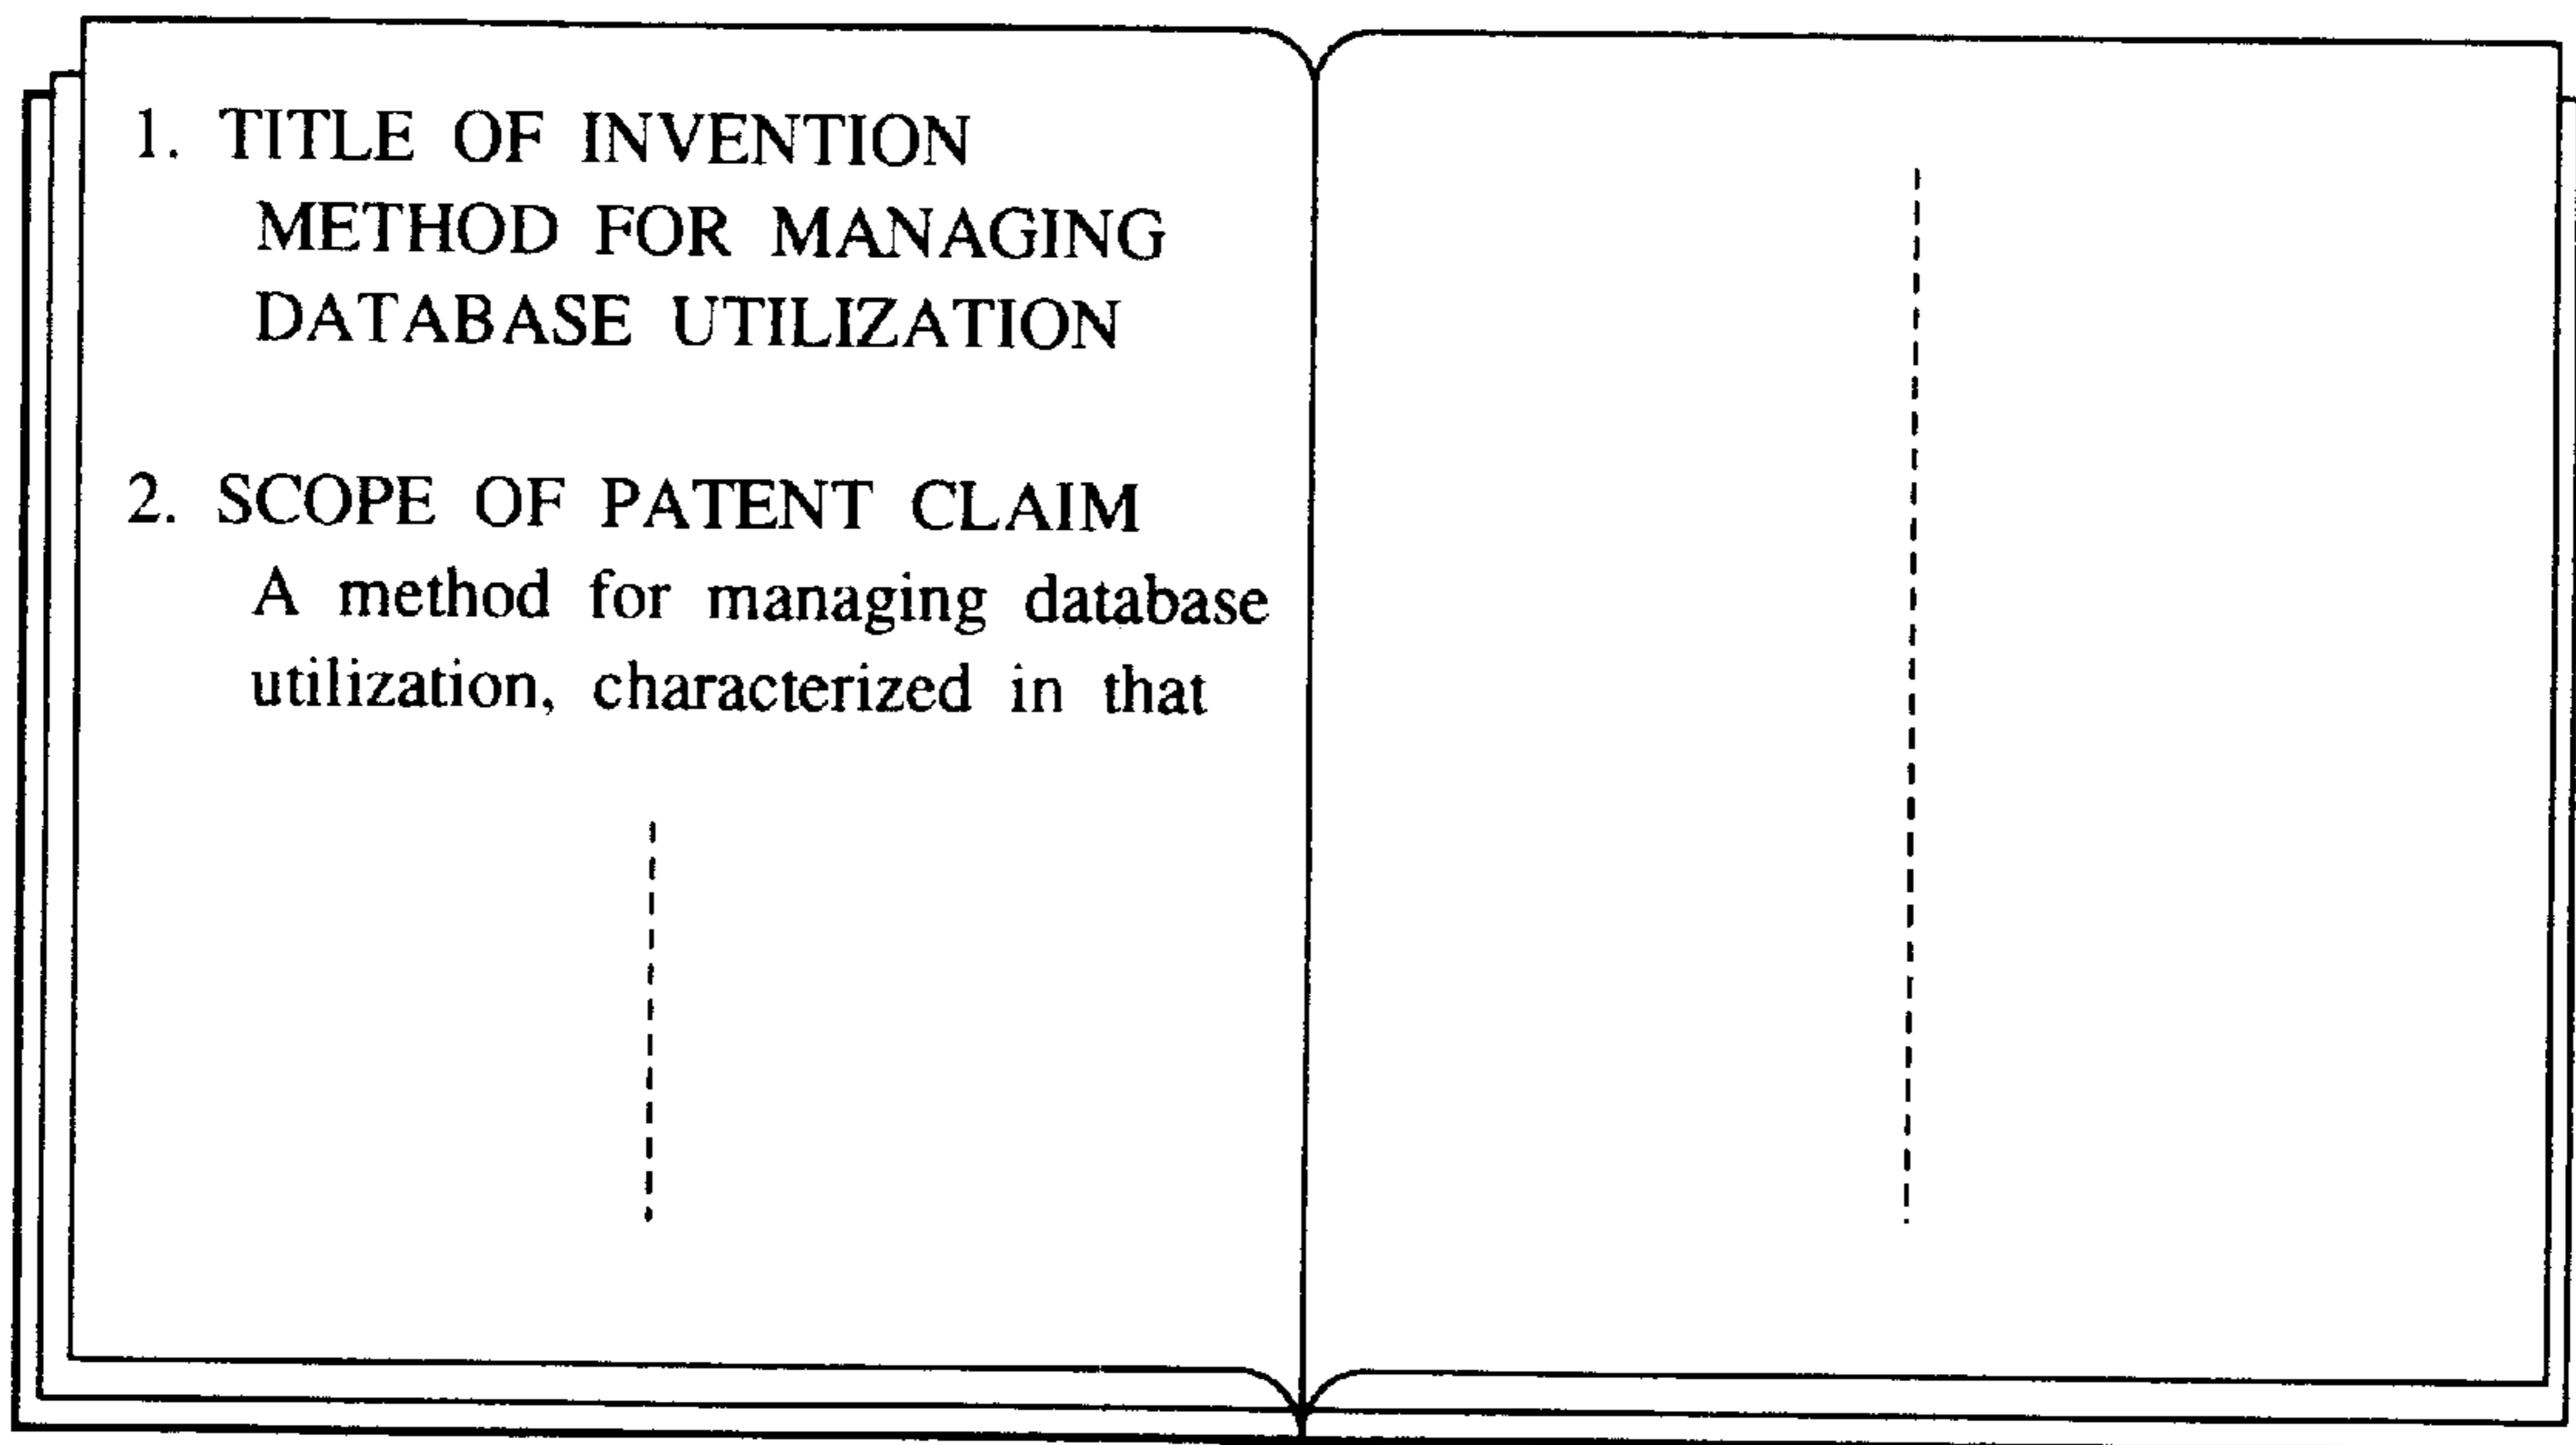 1. TITLE OF INVENTION
METHOD FOR MANAGING
DATABASE UTILIZATION
2. SCOPE OF PATENT CLAIM
A method for managing database
utilization, characterized in that